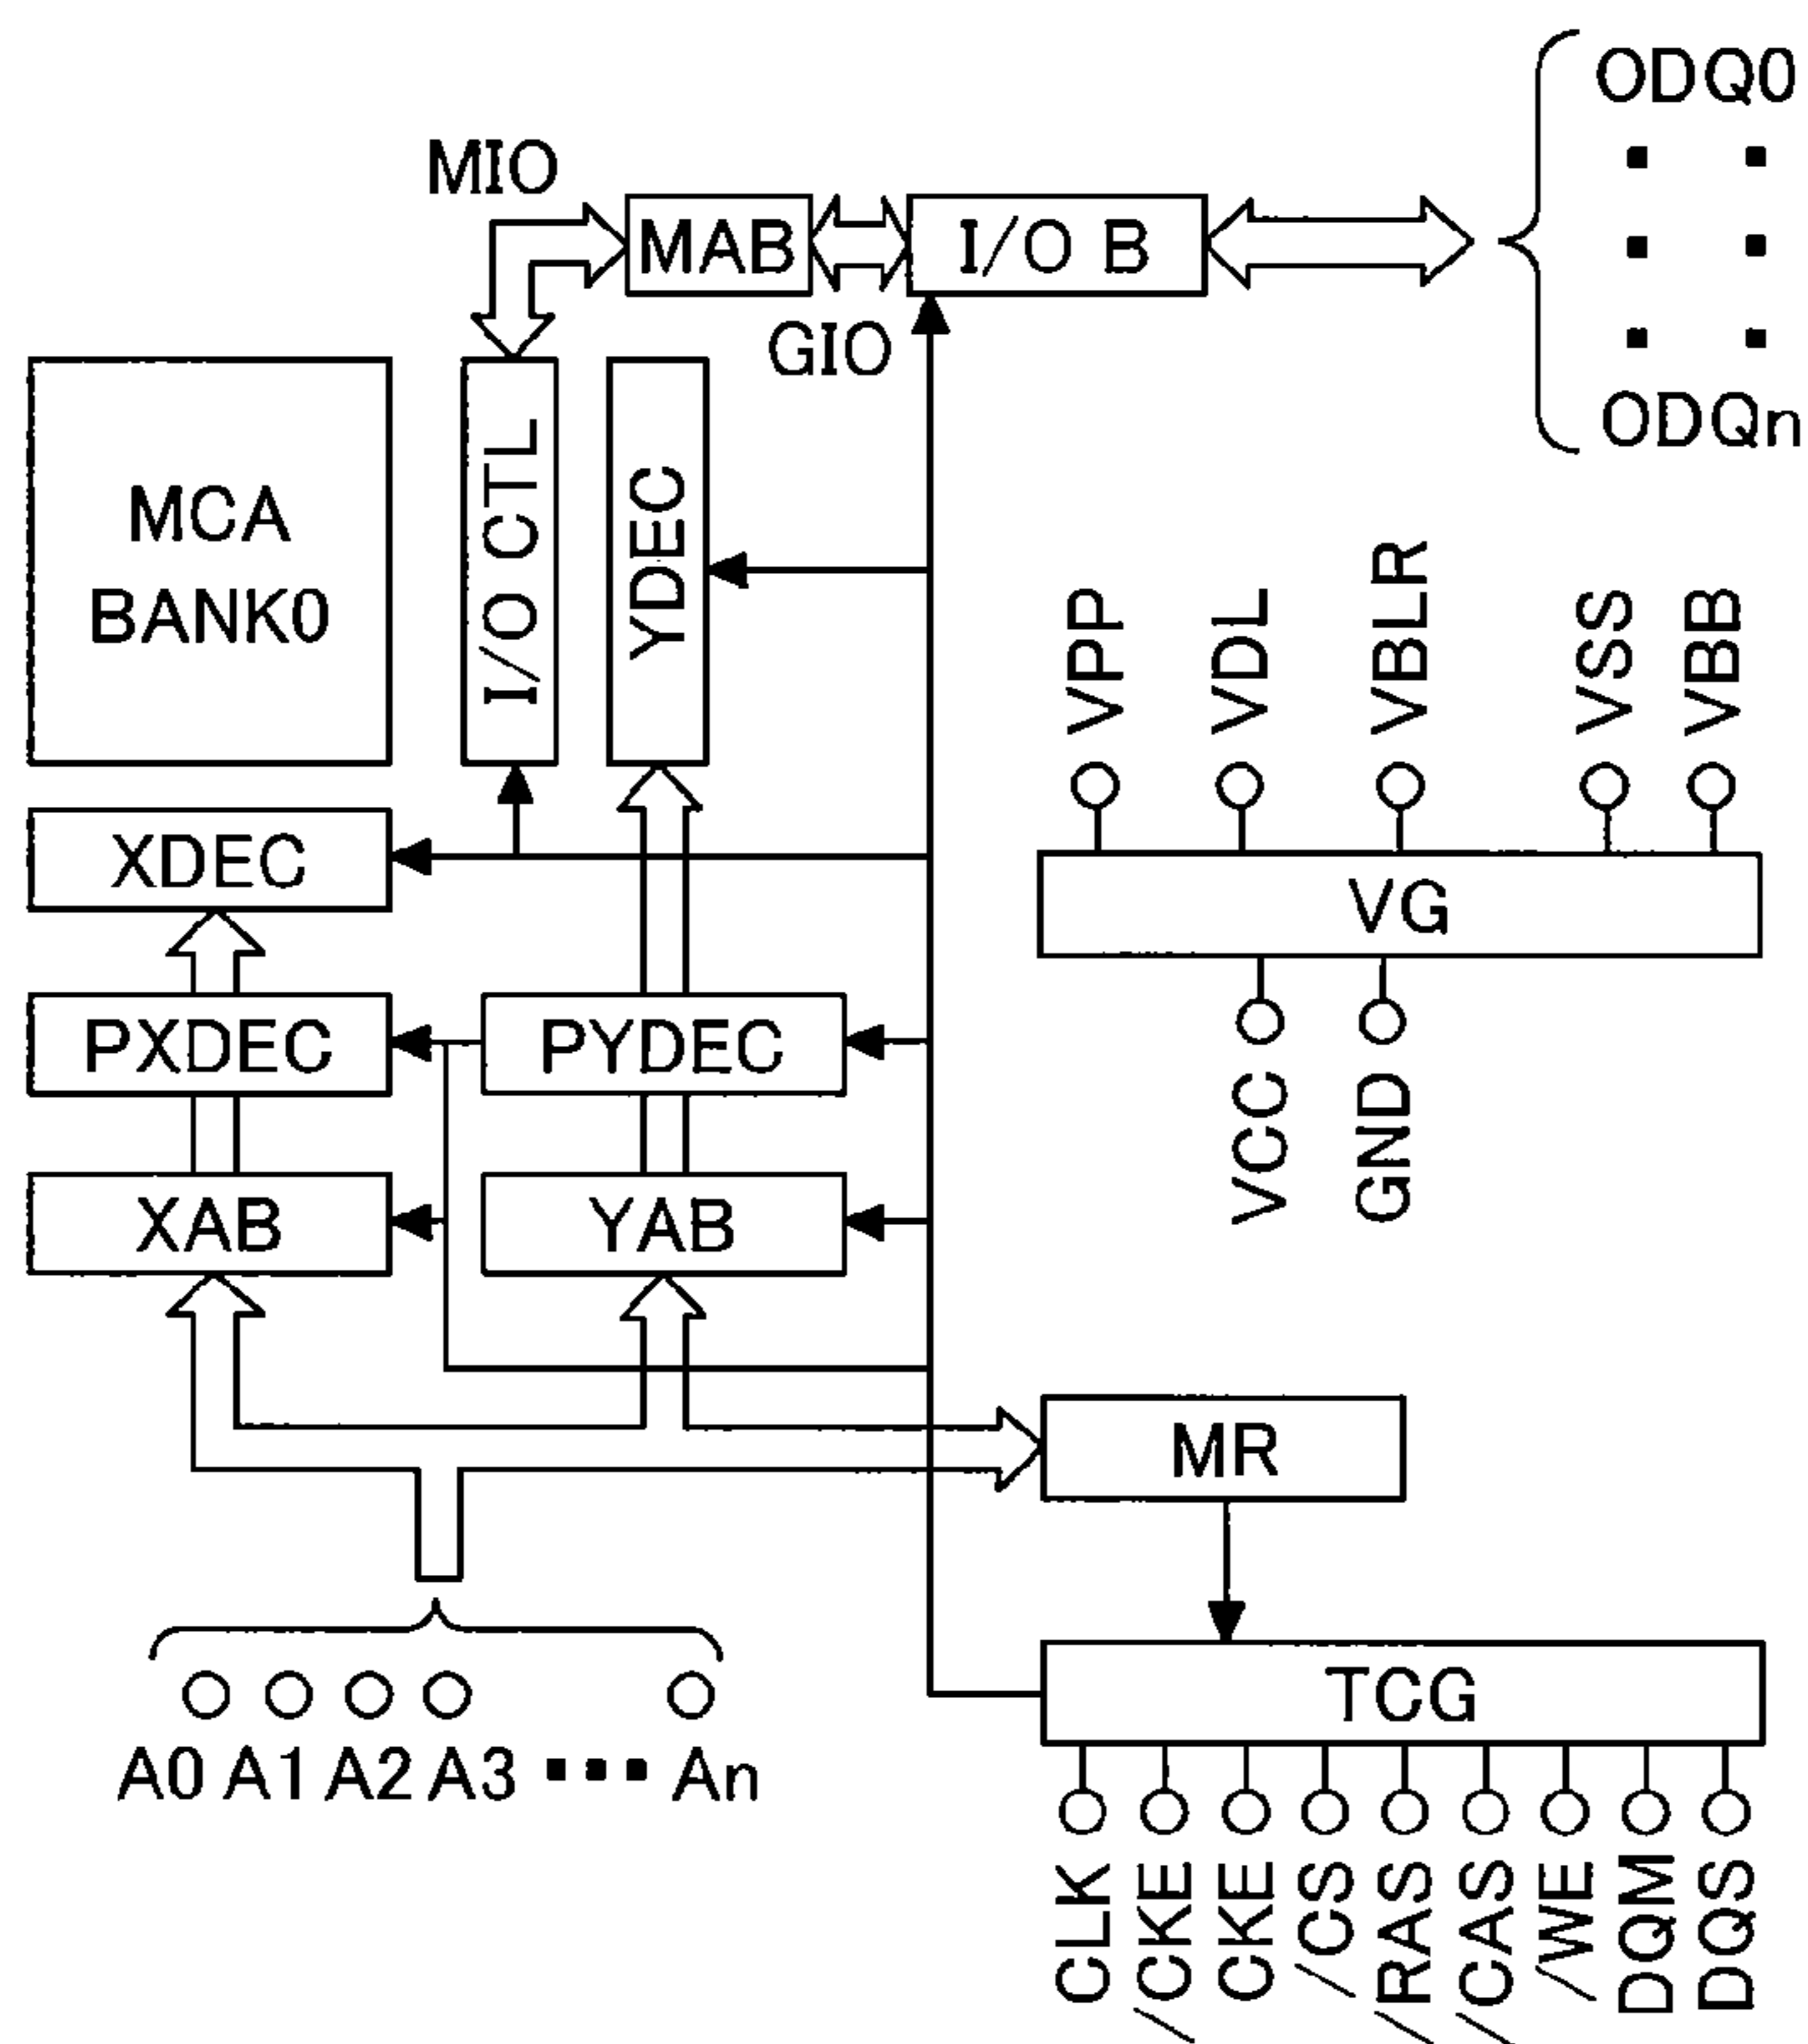 ODQ0
MIO
MAB
I/O B
GIO
ODQn
MCA
BANK0
I/O CTL
YDEC
VPP
VDL
VBLR
VSS
VBB
XDEC
VG
PXDEC
PYDEC
VCC
GND
XAB
YAB
MR
TCG
A0 A1 A2 A3 ▪▪▪ An
CLK
/CKE
CKE
/CS
/RAS
/CAS
/WE
DQM
DQS